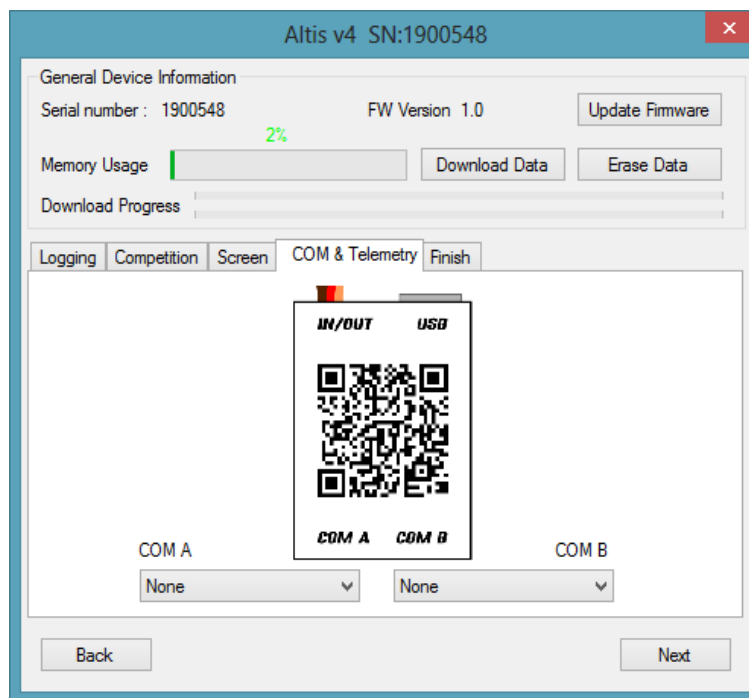 Altis v4 SN:1900548
General Device Information
Serial number : 1900548 FW Version 1.0 Update Firmware
2%
Memory Usage Download Data Erase Data
Download Progress
Logging Competition Screen COM & Telemetry Finish
IN/OUT USB
COM A COM B
COM A COM B
None None
Back Next